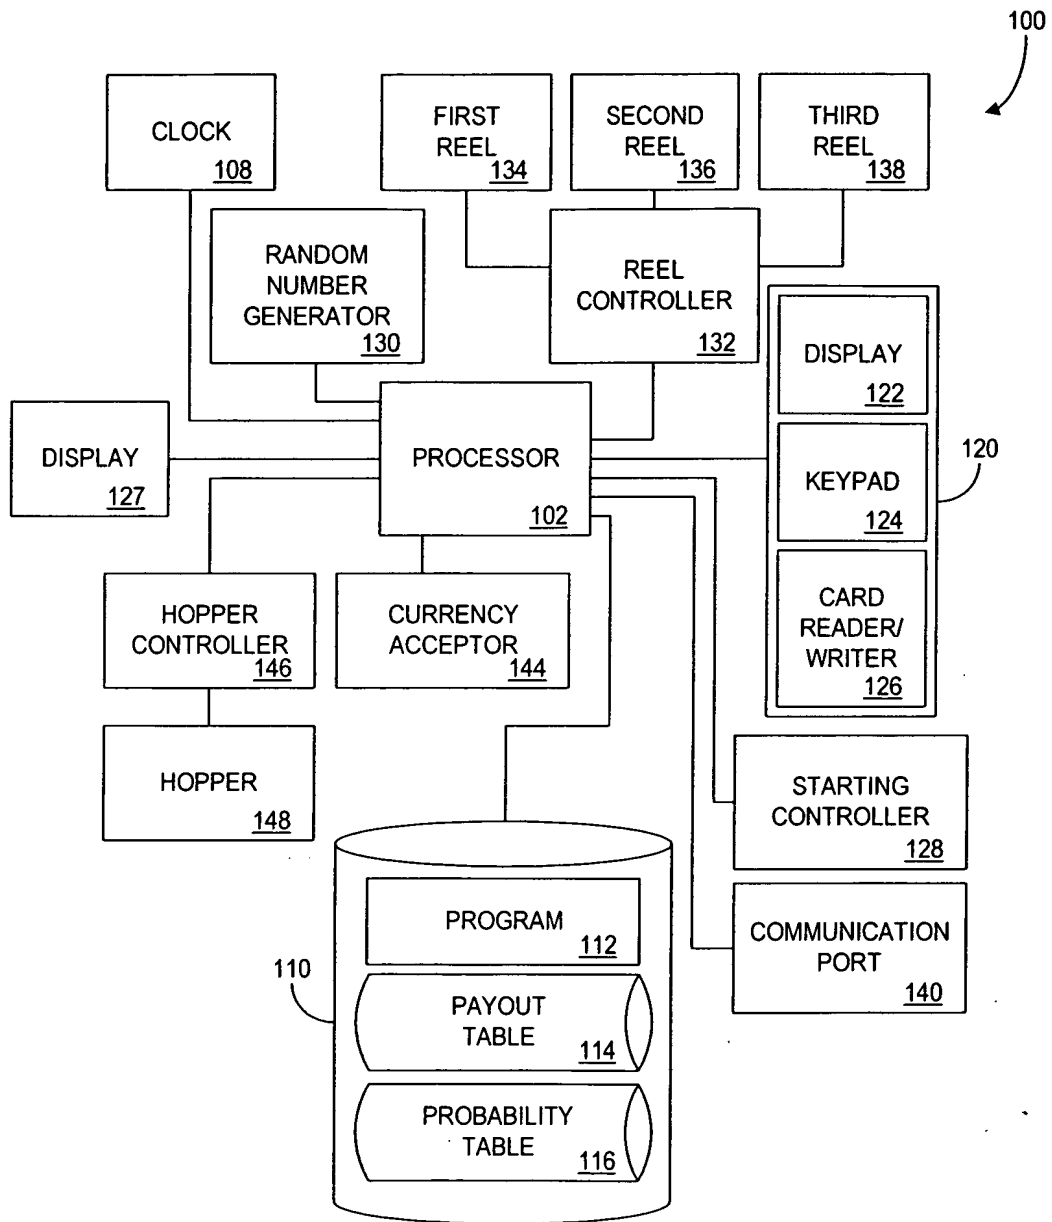 100
CLOCK
108
FIRST
REEL
134
SECOND
REEL
136
THIRD
REEL
138
RANDOM
NUMBER
GENERATOR
130
REEL
CONTROLLER
132
DISPLAY
122
KEYPAD
124
CARD
READER/
WRITER
126
120
DISPLAY
127
PROCESSOR
102
HOPPER
CONTROLLER
146
CURRENCY
ACCEPTOR
144
HOPPER
148
STARTING
CONTROLLER
128
COMMUNICATION
PORT
140
110
PROGRAM
112
PAYOUT
TABLE
114
PROBABILITY
TABLE
116